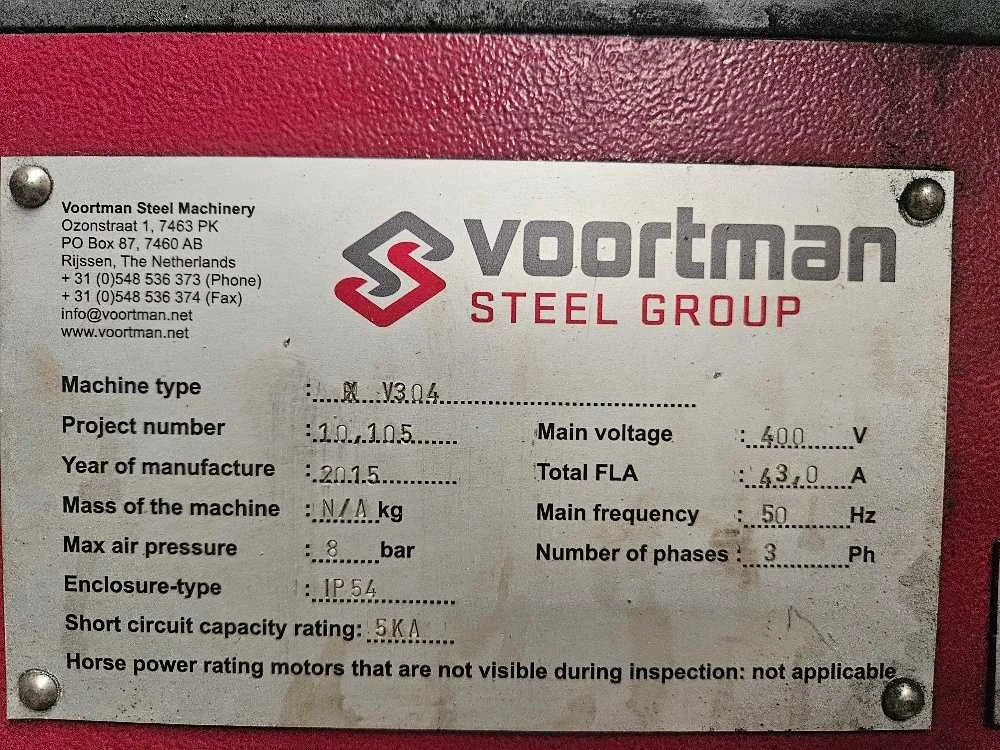 Voortman Steel Machinery
Ozonstraat 1, 7463 PK
PO Box 87, 7460 AB
Rijssen, The Netherlands
+ 31 (0)548 536 373 (Phone)
+ 31 (0)548 536 374 (Fax)
info@voortman.net
www.voortman.net
voortman
STEEL GROUP
Machine type : V304
Project number : 10.105
Main voltage : 400 V
Year of manufacture : 2015
Total FLA : 43,0 A
Mass of the machine : N/A kg
Main frequency : 50 Hz
Max air pressure : 8 bar
Number of phases : 3 Ph
Enclosure-type : IP54
Short circuit capacity rating: 5KA
Horse power rating motors that are not visible during inspection: not applicable